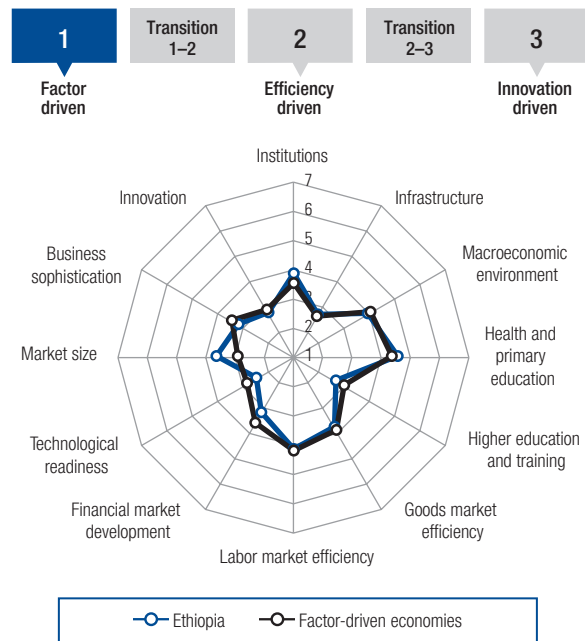 1
Transition
1–2
2
Transition
2–3
3
Factor
driven
Efficiency
driven
Innovation
driven
Institutions
7
6
5
4
3
2
1
Innovation
Infrastructure
Business
sophistication
Macroeconomic
environment
Market size
Health and
primary
education
Technological
readiness
Higher education
and training
Financial market
development
Goods market
efficiency
Labor market efficiency
Ethiopia
Factor-driven economies